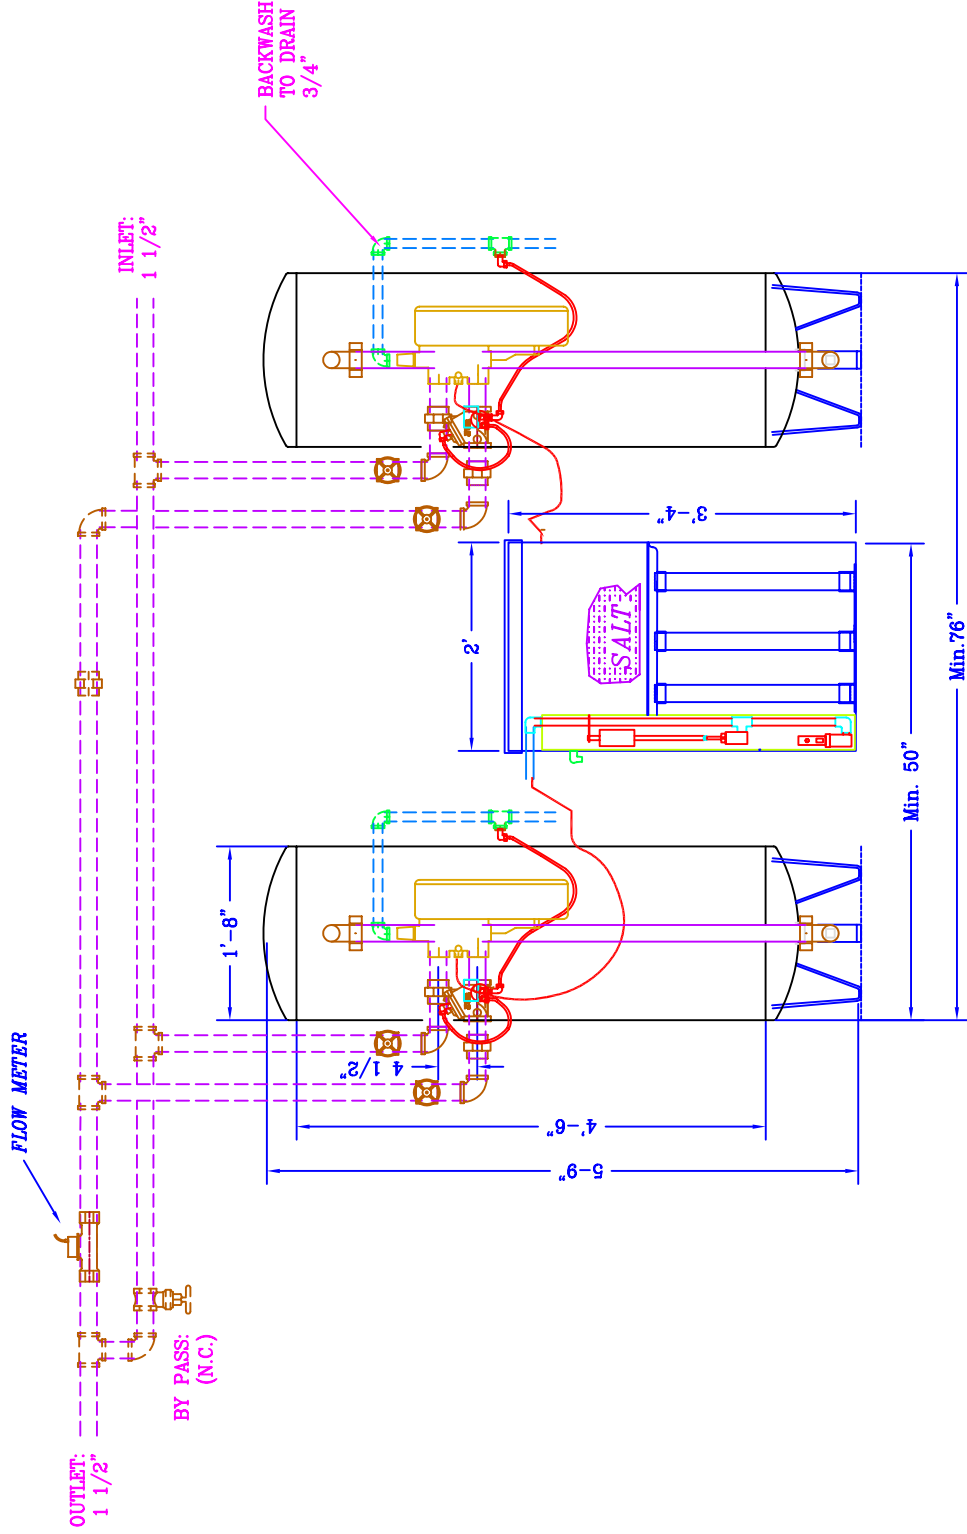 BACKWASH
TO DRAIN
3/4"
INLET:
1 1/2"
FLOW METER
OUTLET:
1 1/2"
BY PASS:
(N.C.)
SALT
1'-8"
2'
3'-4"
4 1/2"
4'-6"
5-9"
Min. 50"
Min.76"